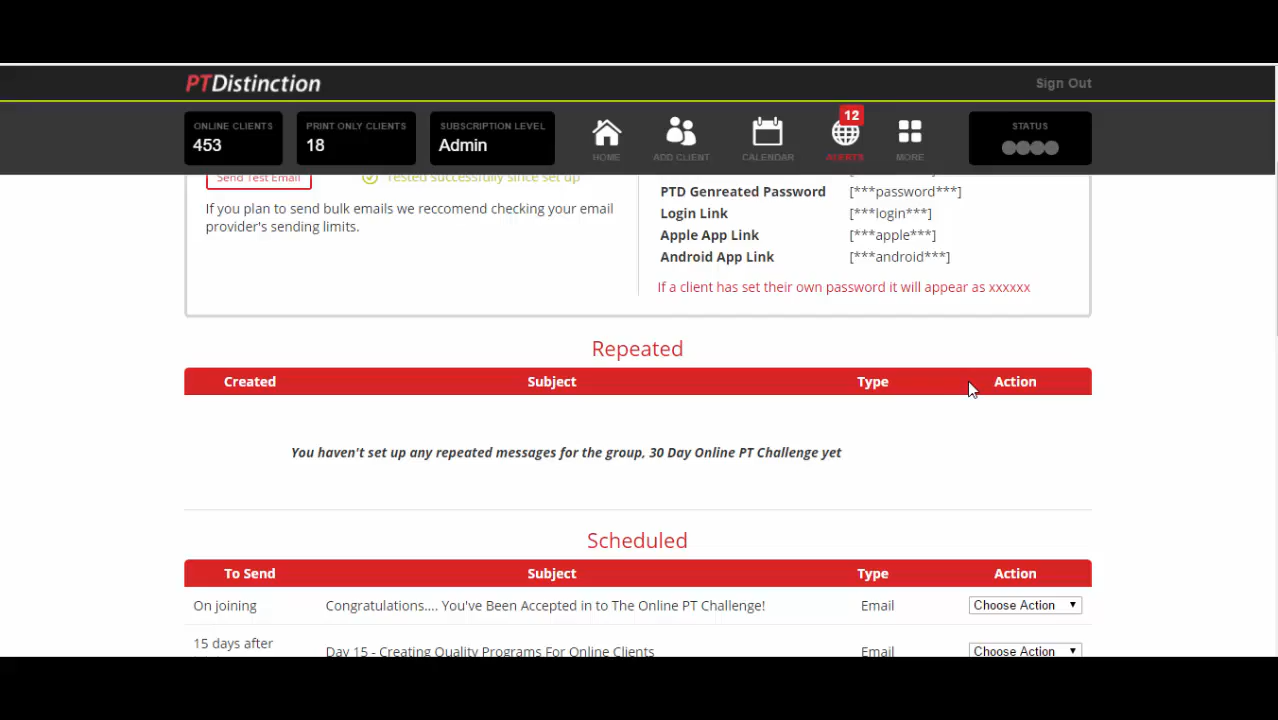 PTDistinction
Sign Out
ONLINE CLIENTS
453
PRINT ONLY CLIENTS
18
SUBSCRIPTION LEVEL
Admin
HOME
ADD CLIENT
CALENDAR
12
ALERTS
MORE
STATUS
Send Test Email
Tested successfully since set up
If you plan to send bulk emails we reccomend checking your email
provider's sending limits.
PTD Genreated Password [***password***]
Login Link [***login***]
Apple App Link [***apple***]
Android App Link [***android***]
If a client has set their own password it will appear as xxxxxx
Repeated
Created Subject Type Action
You haven't set up any repeated messages for the group, 30 Day Online PT Challenge yet
Scheduled
To Send Subject Type Action
On joining Congratulations.... You've Been Accepted in to The Online PT Challenge! Email Choose Action
15 days after
Day 15 - Creating Quality Programs For Online Clients Email Choose Action